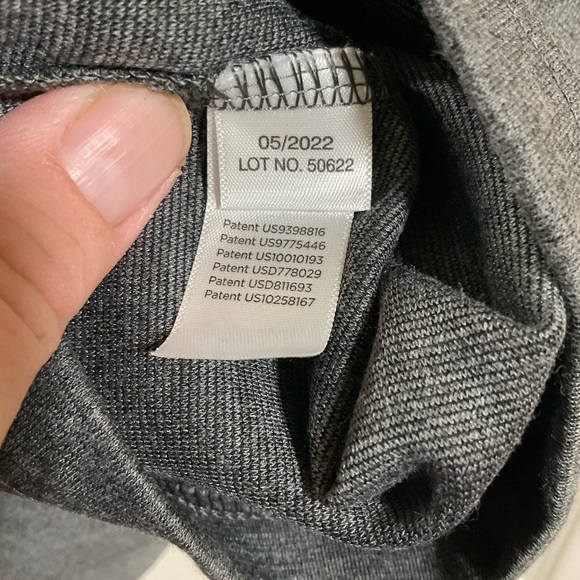 05/2022
LOT NO. 50622
Patent US9398816
Patent US9775446
Patent US10010193
Patent USD778029
Patent USD811693
Patent US10258167